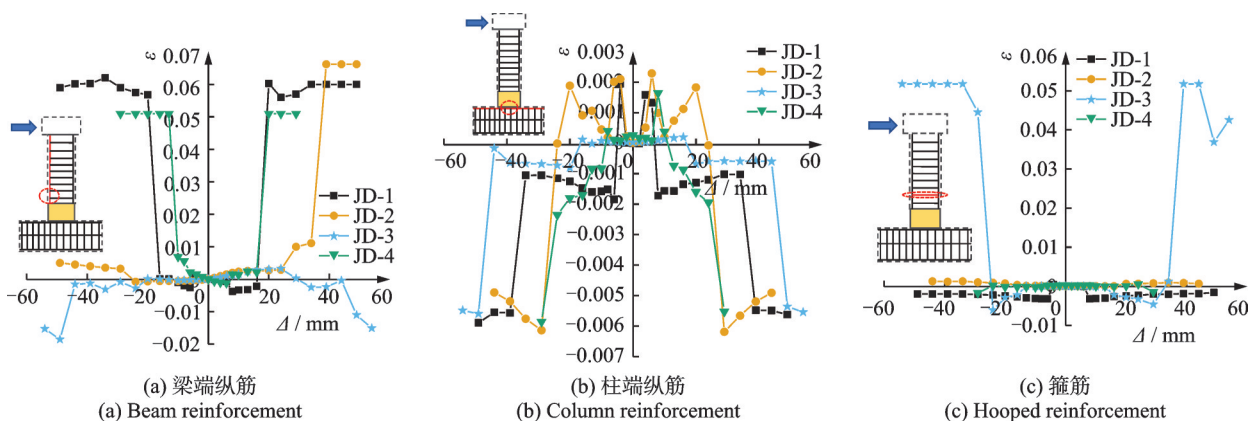 ε
0.07
0.06
0.05
0.04
0.03
0.02
0.01
−0.01
−0.02
−60
−40
−20
0
20
40
60
Δ / mm
JD-1
JD-2
JD-3
JD-4
(a) 梁端纵筋
(a) Beam reinforcement
ε
0.003
0.002
0.001
−0.001
−0.002
−0.003
−0.004
−0.005
−0.006
−0.007
−60
−40
−20
0
20
40
60
Δ / mm
JD-1
JD-2
JD-3
JD-4
(b) 柱端纵筋
(b) Column reinforcement
ε
0.06
0.05
0.04
0.03
0.02
0.01
−0.01
−60
−40
−20
0
20
40
60
Δ / mm
JD-1
JD-2
JD-3
JD-4
(c) 箍筋
(c) Hooped reinforcement